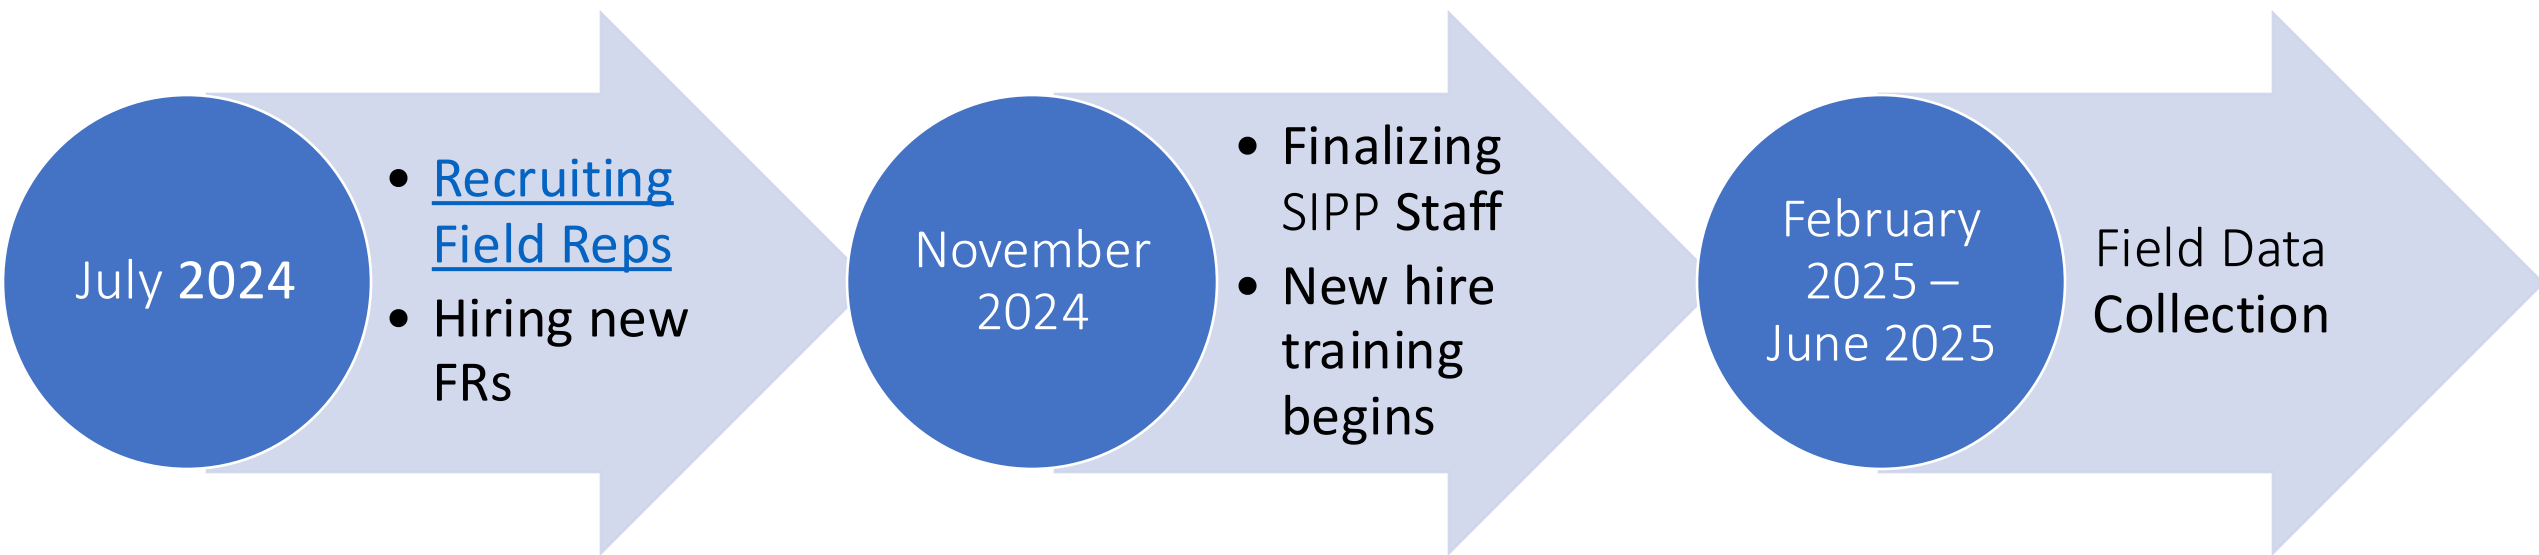 July 2024
• Recruiting
Field Reps
• Hiring new
FRs
November
2024
• Finalizing
SIPP Staff
• New hire
training
begins
February
2025 –
June 2025
Field Data
Collection